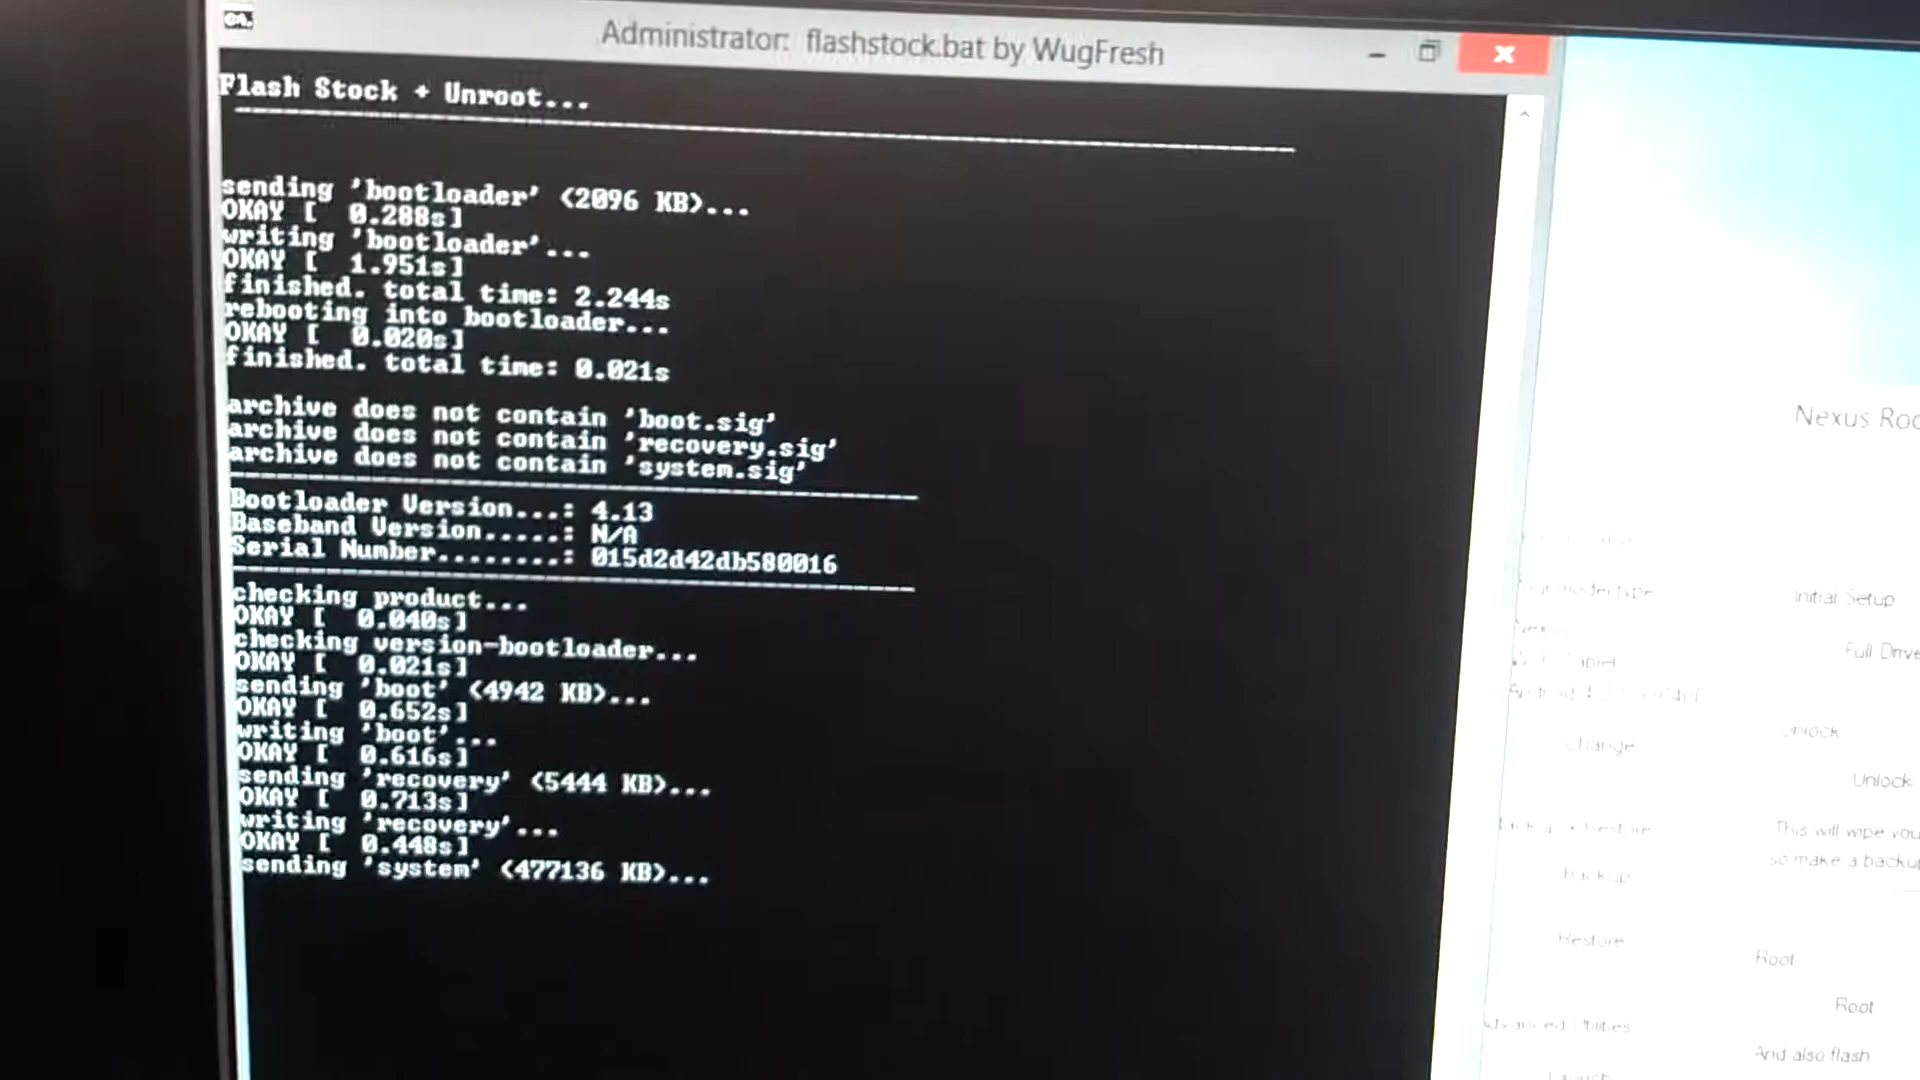 Administrator: flashstock.bat by WugFresh
Flash Stock + Unroot...
sending 'bootloader' (2096 KB)...
OKAY [ 0.288s]
writing 'bootloader'...
OKAY [ 1.951s]
finished. total time: 2.244s
rebooting into bootloader...
OKAY [ 0.020s]
finished. total time: 0.021s
archive does not contain 'boot.sig'
archive does not contain 'recovery.sig'
archive does not contain 'system.sig'
Bootloader Version...: 4.13
Baseband Version.....: N/A
Serial Number........: 015d2d42db580016
checking product...
OKAY [ 0.040s]
checking version-bootloader...
OKAY [ 0.021s]
sending 'boot' (4942 KB)...
OKAY [ 0.652s]
writing 'boot'...
OKAY [ 0.616s]
sending 'recovery' (5444 KB)...
OKAY [ 0.713s]
writing 'recovery'...
OKAY [ 0.448s]
sending 'system' (477136 KB)...
Nexus Roo
Initial Setup
Full Drive
Change
Unlock
Unlock
This will wipe you
so make a backup
Backup
Restore
Root
Root
Advanced Utilities
And also flash
Launch